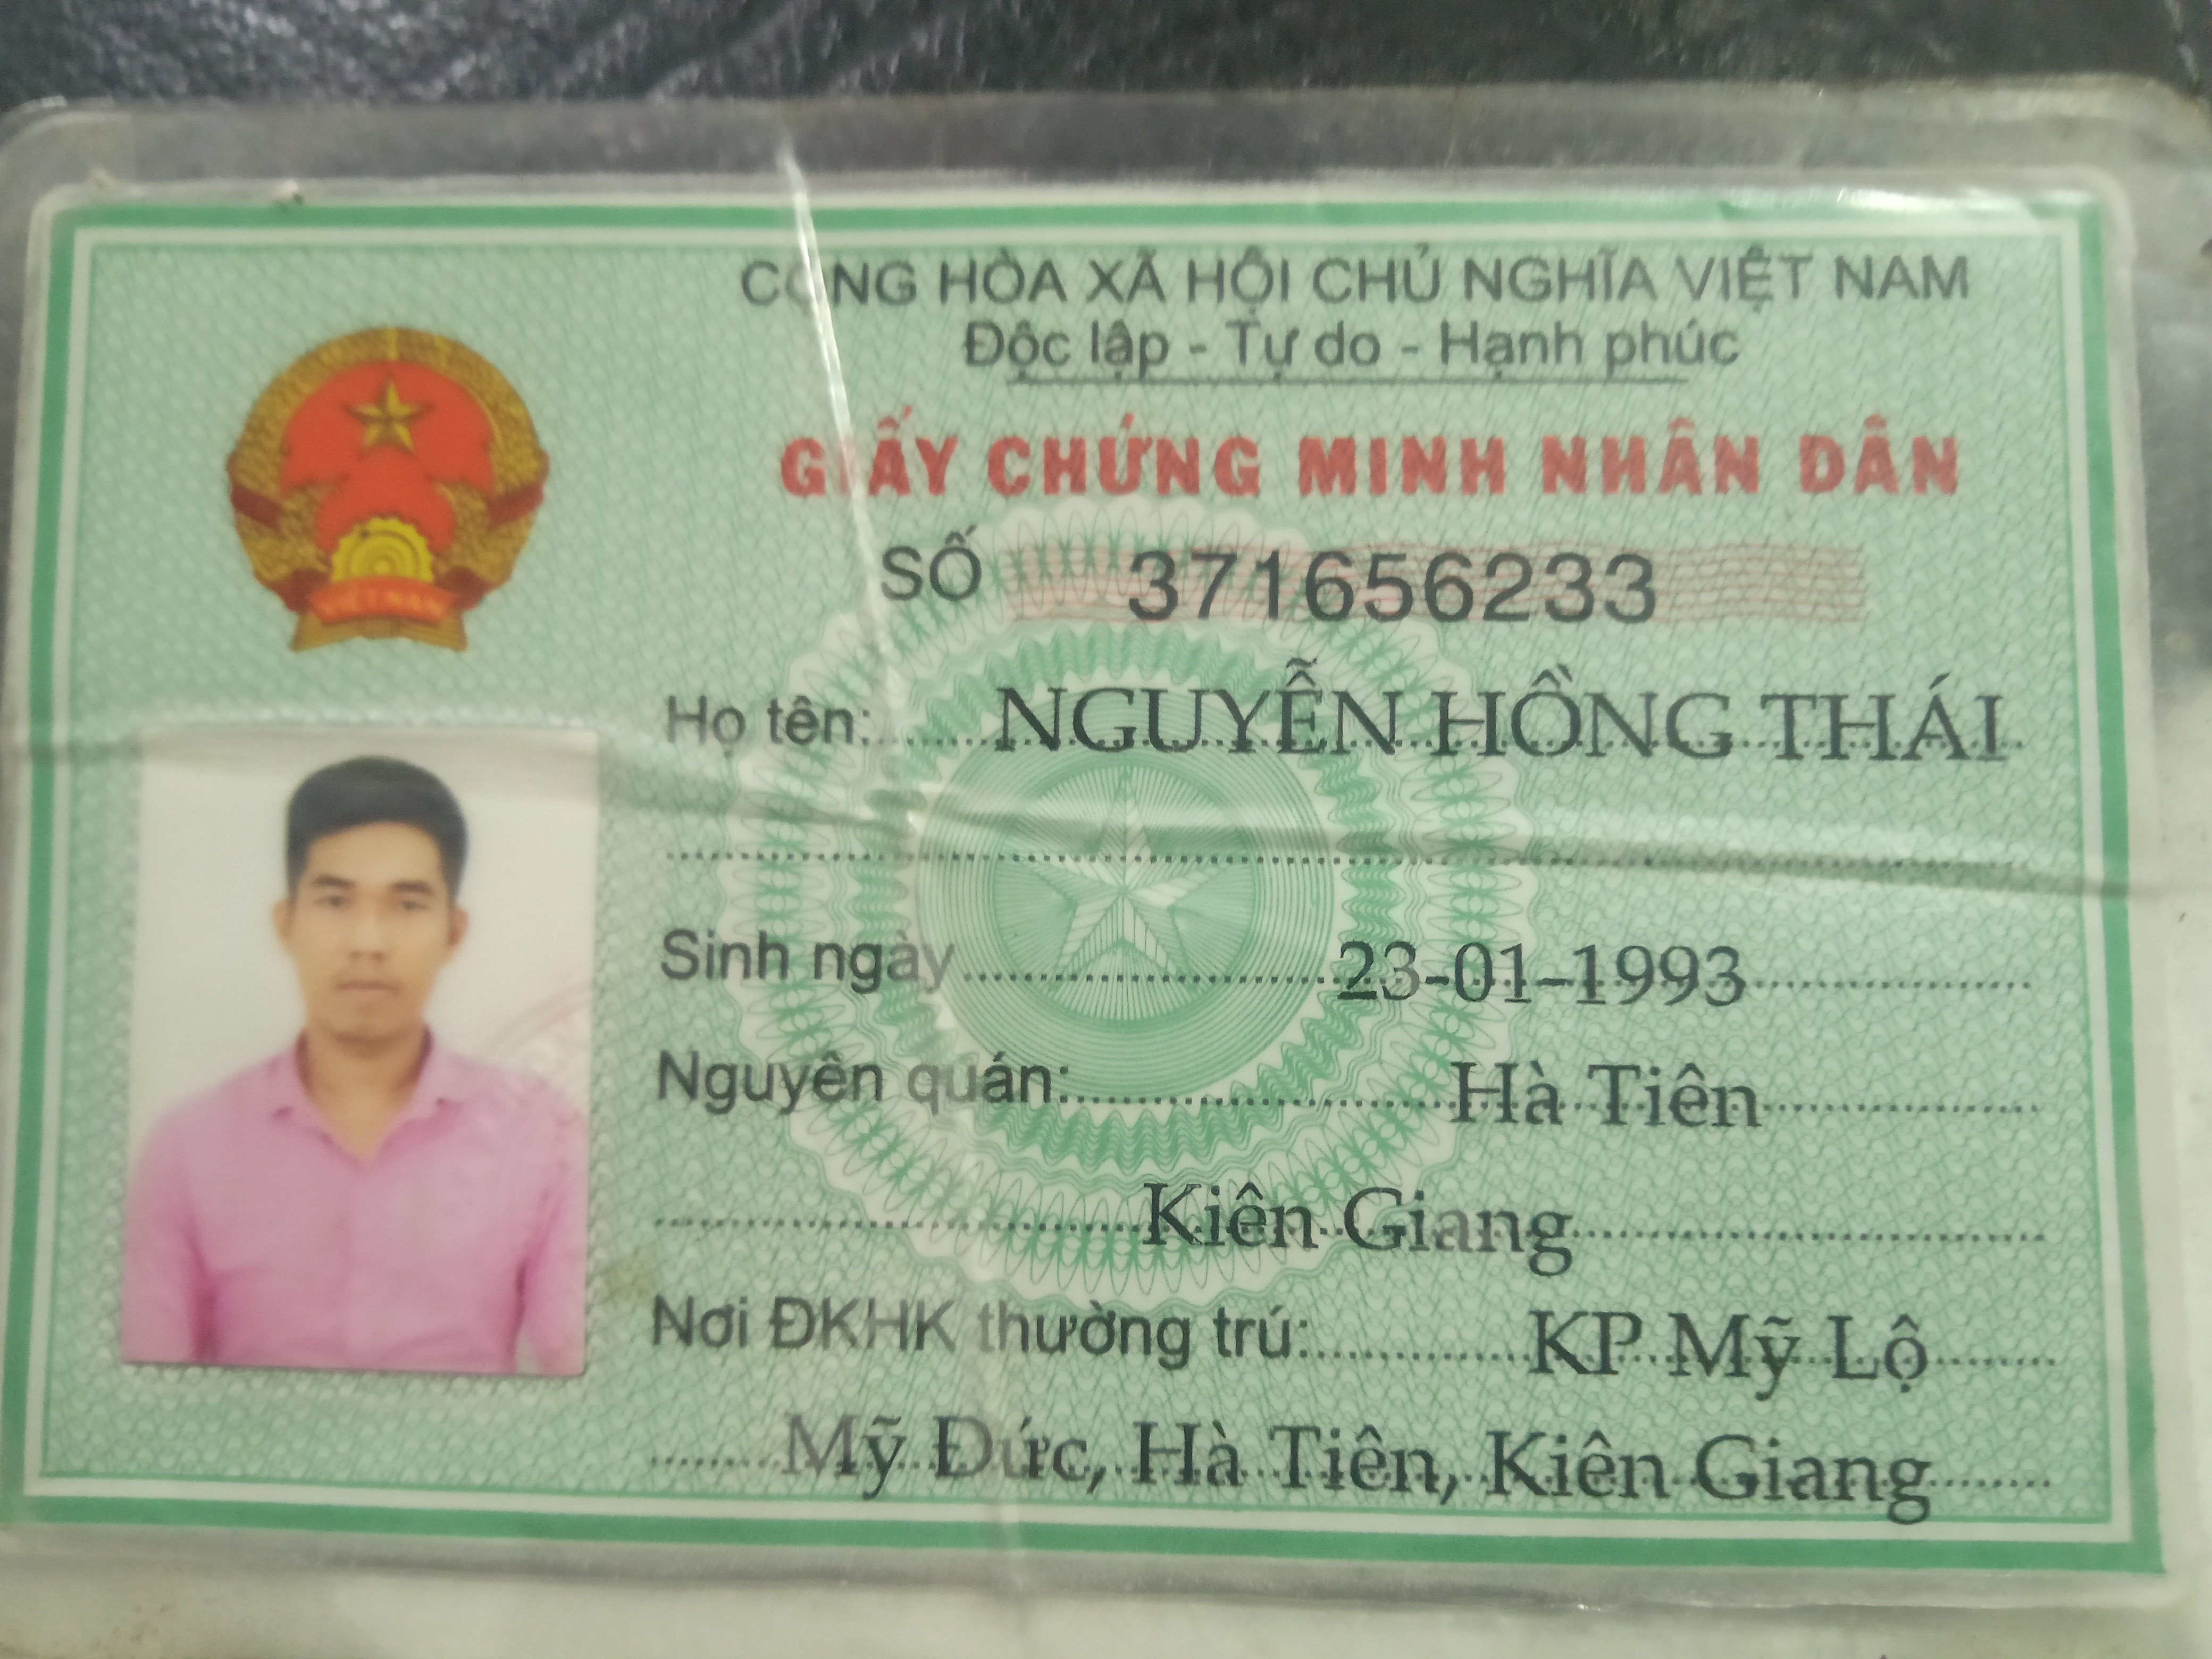 CỘNG HÒA XÃ HỘI CHỦ NGHĨA VIỆT NAM
Độc lập - Tự do - Hạnh phúc
GIẤY CHỨNG MINH NHÂN DÂN
SỐ 371656233
VIỆT NAM
Họ tên: NGUYỄN HỒNG THÁI
Sinh ngày 23-01-1993
Nguyên quán: Hà Tiên
Kiên Giang
Nơi ĐKHK thường trú: KP Mỹ Lộ
Mỹ Đức, Hà Tiên, Kiên Giang